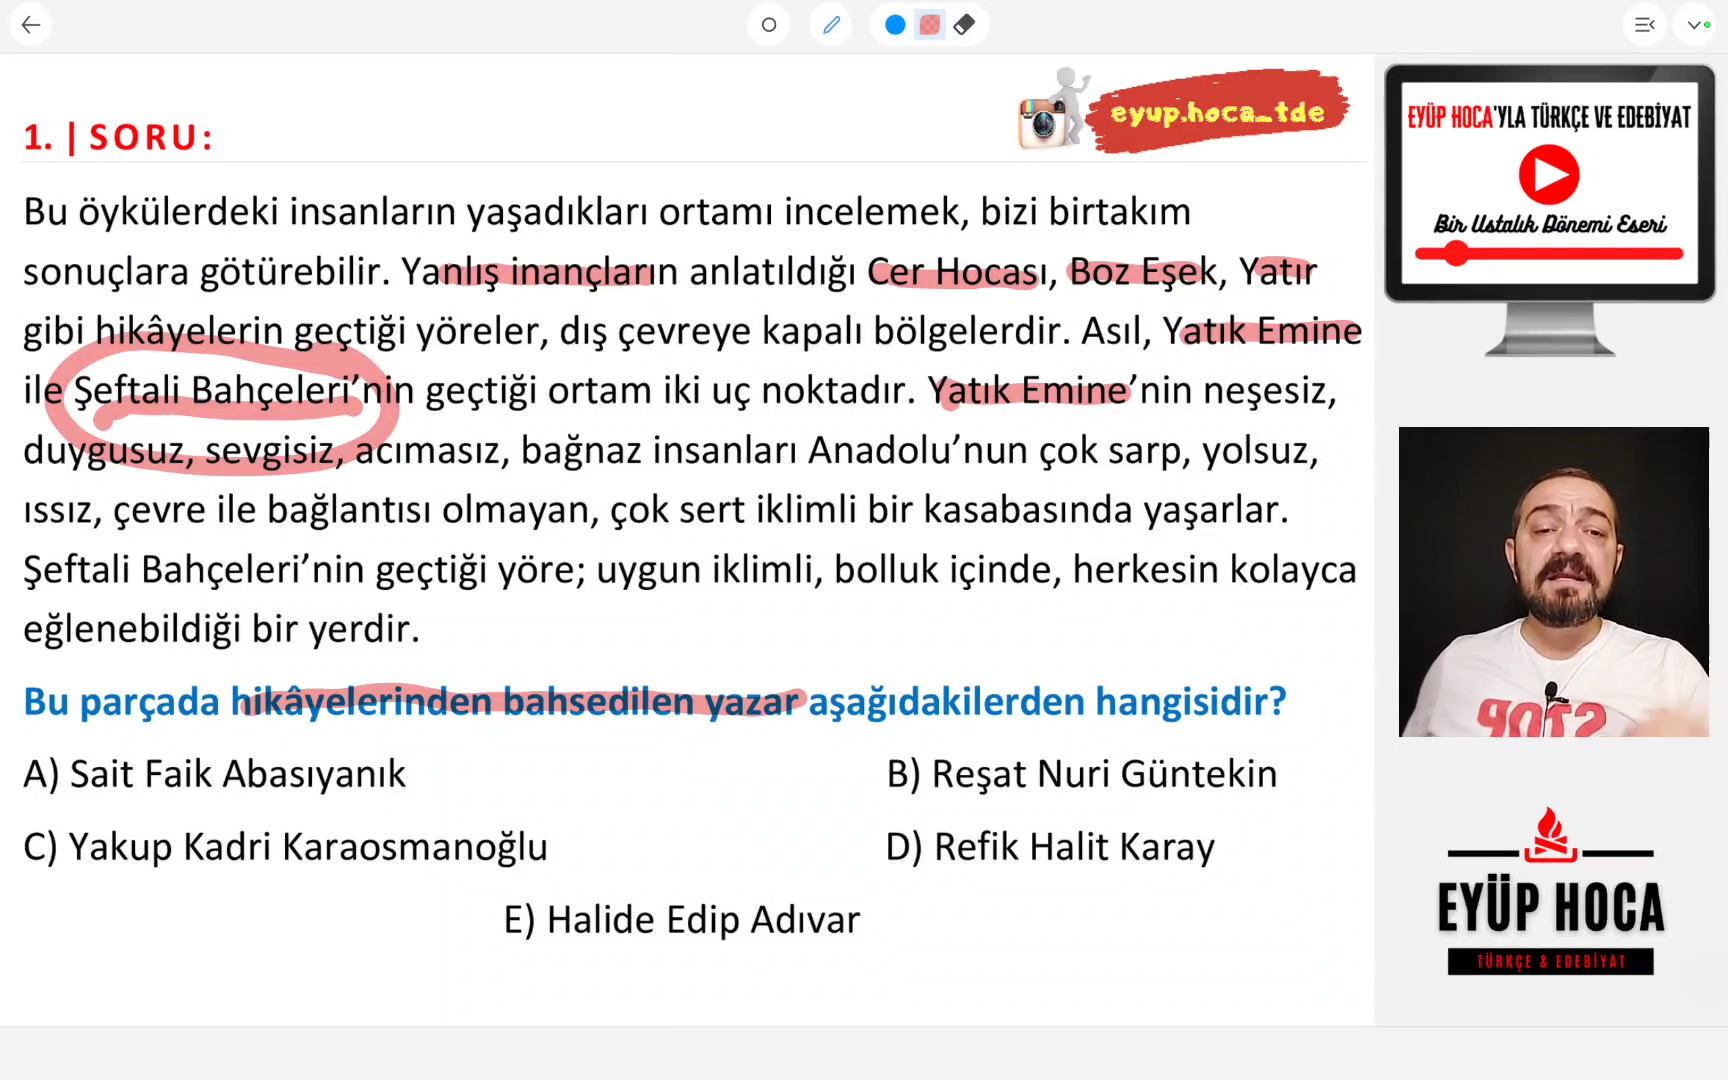 eyup.hoca_tde
1. | SORU:
Bu öykülerdeki insanların yaşadıkları ortamı incelemek, bizi birtakım
sonuçlara götürebilir. Yanlış inançların anlatıldığı Cer Hocası, Boz Eşek, Yatır
gibi hikâyelerin geçtiği yöreler, dış çevreye kapalı bölgelerdir. Asıl, Yatık Emine
ile Şeftali Bahçeleri’nin geçtiği ortam iki uç noktadır. Yatık Emine’nin neşesiz,
duygusuz, sevgisiz, acımasız, bağnaz insanları Anadolu’nun çok sarp, yolsuz,
ıssız, çevre ile bağlantısı olmayan, çok sert iklimli bir kasabasında yaşarlar.
Şeftali Bahçeleri’nin geçtiği yöre; uygun iklimli, bolluk içinde, herkesin kolayca
eğlenebildiği bir yerdir.
Bu parçada hikâyelerinden bahsedilen yazar aşağıdakilerden hangisidir?
A) Sait Faik Abasıyanık
B) Reşat Nuri Güntekin
C) Yakup Kadri Karaosmanoğlu
D) Refik Halit Karay
E) Halide Edip Adıvar
EYÜP HOCA'YLA TÜRKÇE VE EDEBİYAT
Bir Ustalık Dönemi Eseri
STOP
EYÜP HOCA
TÜRKÇE & EDEBİYAT